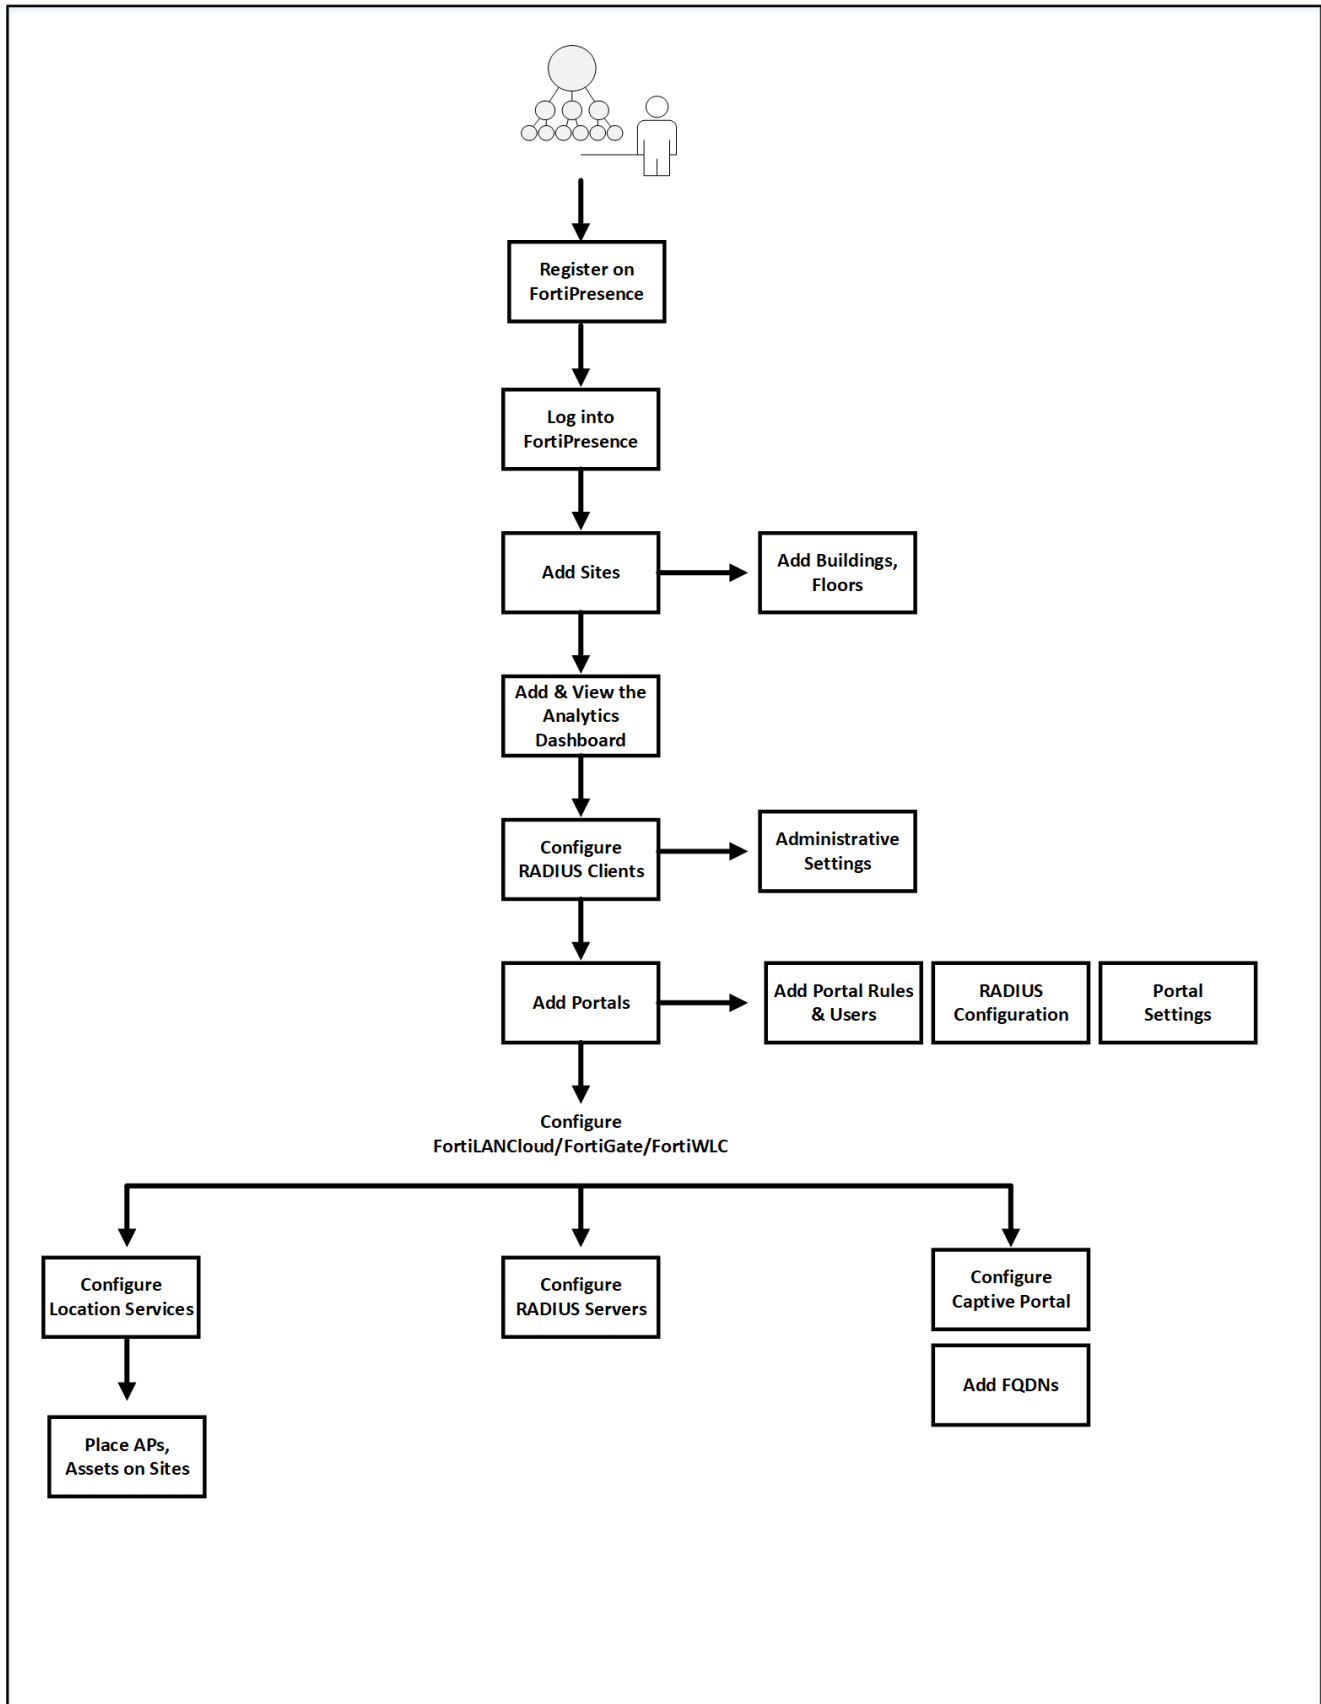 Register on
FortiPresence
Log into
FortiPresence
Add Sites
Add Buildings,
Floors
Add & View the
Analytics
Dashboard
Configure
RADIUS Clients
Administrative
Settings
Add Portals
Add Portal Rules
& Users
RADIUS
Configuration
Portal
Settings
Configure
FortiLANCloud/FortiGate/FortiWLC
Configure
Location Services
Configure
RADIUS Servers
Configure
Captive Portal
Add FQDNs
Place APs,
Assets on Sites